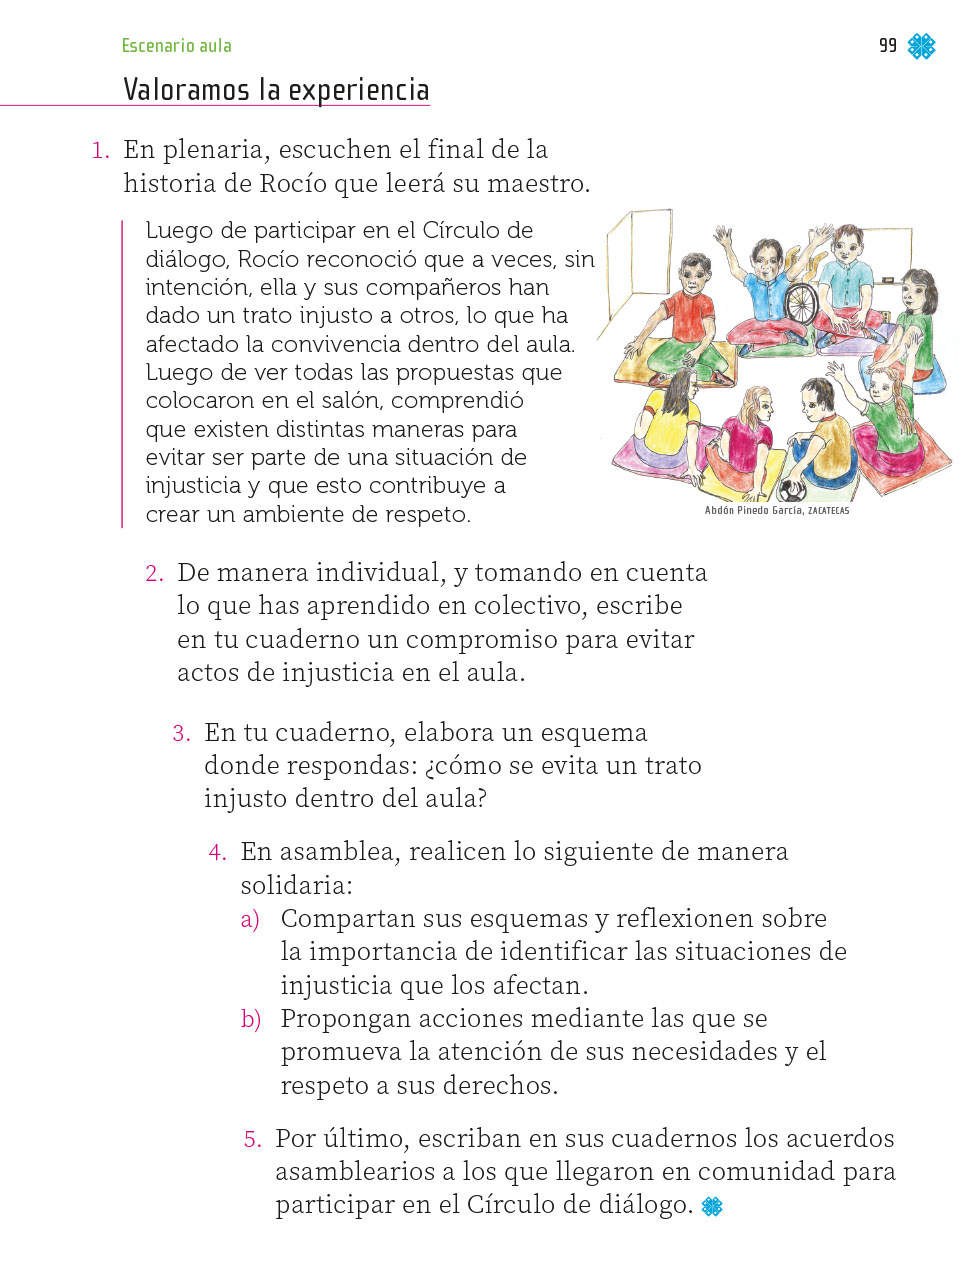 Escenario aula
99
Valoramos la experiencia
1. En plenaria, escuchen el final de la
historia de Rocío que leerá su maestro.
Luego de participar en el Círculo de
diálogo, Rocío reconoció que a veces, sin
intención, ella y sus compañeros han
dado un trato injusto a otros, lo que ha
afectado la convivencia dentro del aula.
Luego de ver todas las propuestas que
colocaron en el salón, comprendió
que existen distintas maneras para
evitar ser parte de una situación de
injusticia y que esto contribuye a
crear un ambiente de respeto.
Abdón Pinedo García, ZACATECAS
2. De manera individual, y tomando en cuenta
lo que has aprendido en colectivo, escribe
en tu cuaderno un compromiso para evitar
actos de injusticia en el aula.
3. En tu cuaderno, elabora un esquema
donde respondas: ¿cómo se evita un trato
injusto dentro del aula?
4. En asamblea, realicen lo siguiente de manera
solidaria:
a) Compartan sus esquemas y reflexionen sobre
la importancia de identificar las situaciones de
injusticia que los afectan.
b) Propongan acciones mediante las que se
promueva la atención de sus necesidades y el
respeto a sus derechos.
5. Por último, escriban en sus cuadernos los acuerdos
asamblearios a los que llegaron en comunidad para
participar en el Círculo de diálogo.